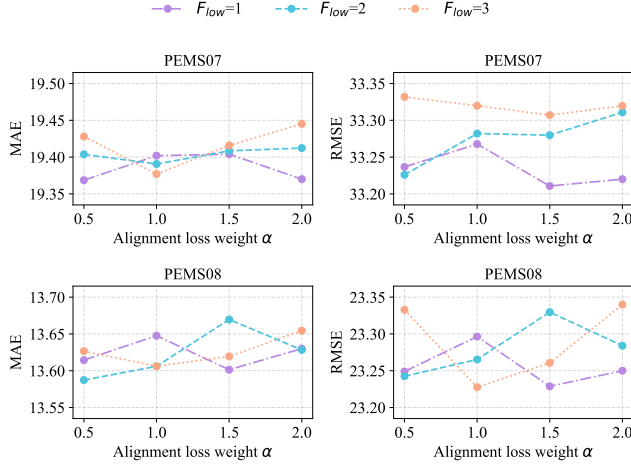 F_low=1 F_low=2 F_low=3
PEMS07 PEMS07
MAE RMSE
19.50 33.35
19.45 33.30
19.40 33.25
19.35 33.20
0.5 1.0 1.5 2.0 0.5 1.0 1.5 2.0
Alignment loss weight α Alignment loss weight α
PEMS08 PEMS08
MAE RMSE
13.70 23.35
13.65 23.30
13.60 23.25
13.55 23.20
0.5 1.0 1.5 2.0 0.5 1.0 1.5 2.0
Alignment loss weight α Alignment loss weight α